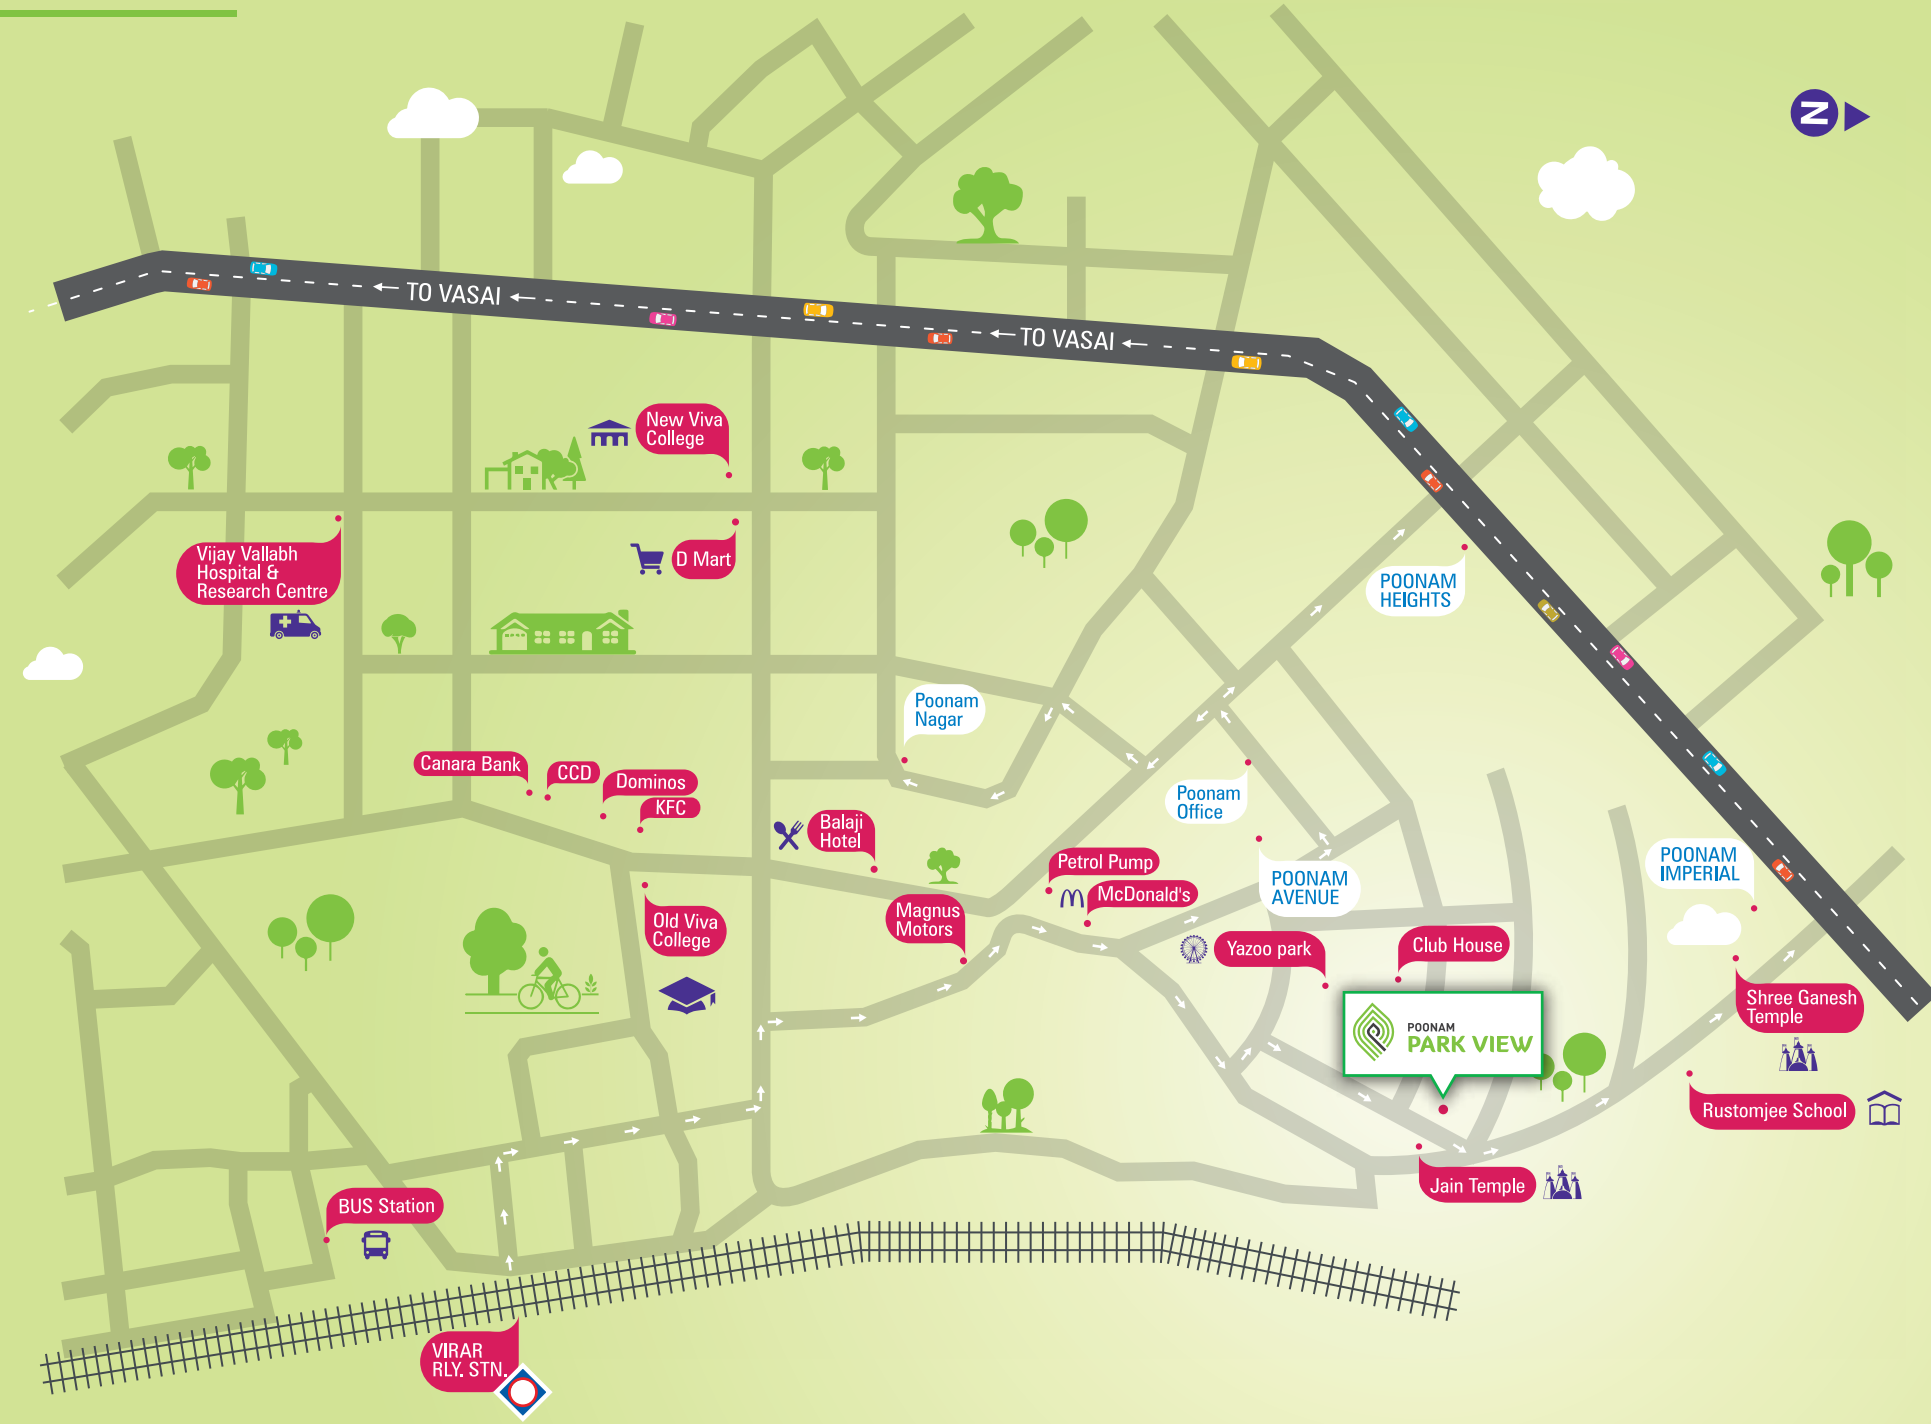 N
TO VASAI
TO VASAI
New Viva
College
Vijay Vallabh
Hospital &
Research Centre
D Mart
POONAM
HEIGHTS
Poonam
Nagar
Canara Bank
CCD
Dominos
KFC
Balaji
Hotel
Poonam
Office
Petrol Pump
McDonald's
POONAM
AVENUE
POONAM
IMPERIAL
Old Viva
College
Magnus
Motors
Yazoo park
Club House
Shree Ganesh
Temple
POONAM
PARK VIEW
Rustomjee School
Jain Temple
BUS Station
VIRAR
RLY. STN.